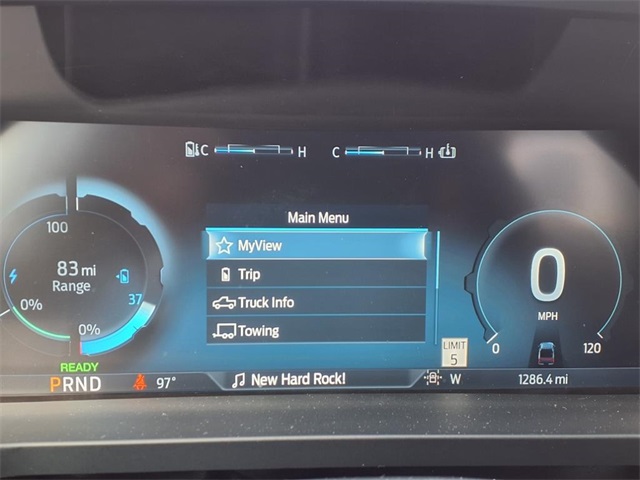 C H C H
Main Menu
MyView
Trip
Truck Info
Towing
100
83 mi
Range
0%
37
0%
0
MPH
0 120
LIMIT
5
READY
PRND 97° New Hard Rock! W 1286.4 mi